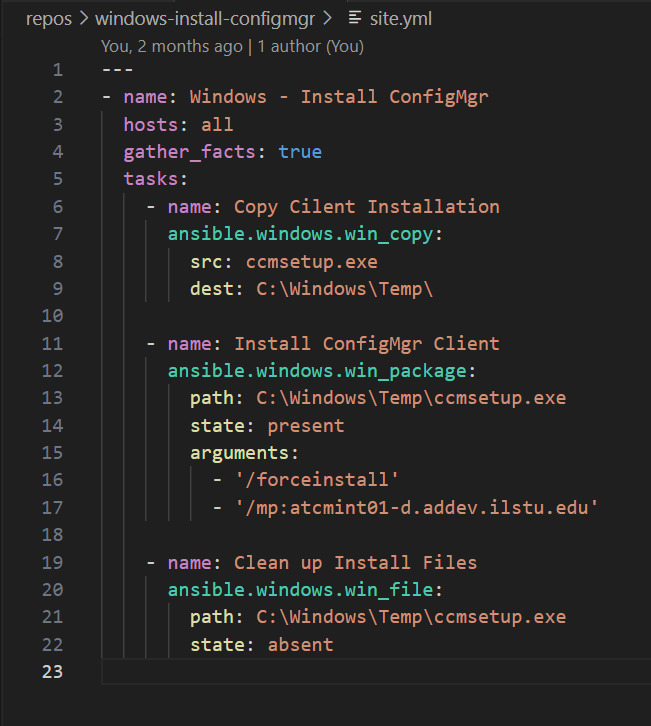 repos > windows-install-configmgr > site.yml
You, 2 months ago | 1 author (You)
1 ---
2 - name: Windows - Install ConfigMgr
3   hosts: all
4   gather_facts: true
5   tasks:
6     - name: Copy Cilent Installation
7       ansible.windows.win_copy:
8         src: ccmsetup.exe
9         dest: C:\Windows\Temp\
10
11     - name: Install ConfigMgr Client
12       ansible.windows.win_package:
13         path: C:\Windows\Temp\ccmsetup.exe
14         state: present
15         arguments:
16           - '/forceinstall'
17           - '/mp:atcmint01-d.addev.ilstu.edu'
18
19     - name: Clean up Install Files
20       ansible.windows.win_file:
21         path: C:\Windows\Temp\ccmsetup.exe
22         state: absent
23